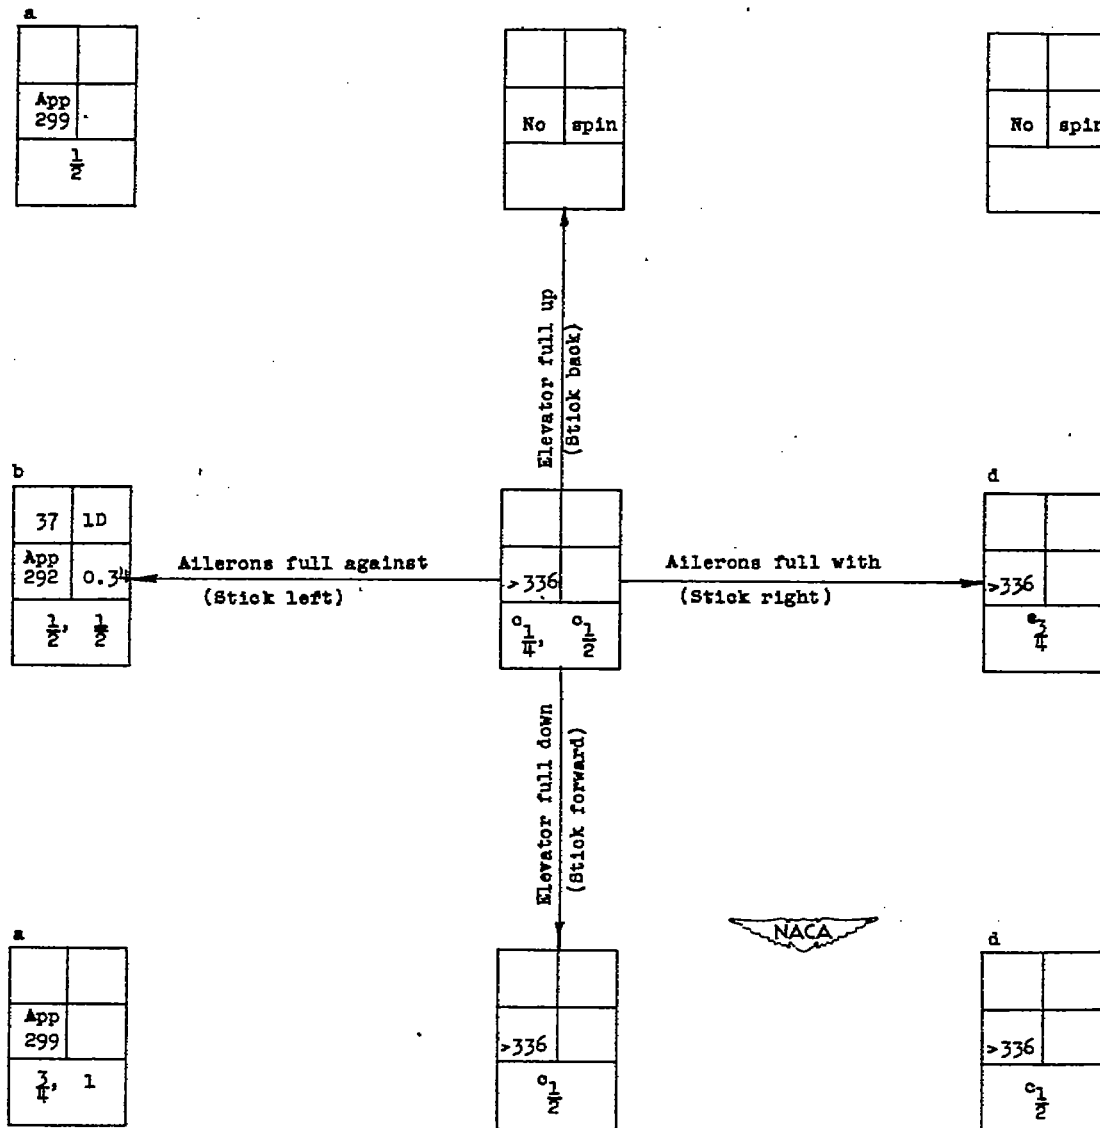 a
App
299
1/2
No spin
No spin
Elevator full up
(Stick back)
b
37 1D
App
292 0.34
1/2, 1/2
Ailerons full against
(Stick left)
>336
c1/4, c1/2
Ailerons full with
(Stick right)
d
>336
e3/4
Elevator full down
(Stick forward)
NACA
a
App
299
3/4, 1
>336
c1/2
d
>336
c1/2